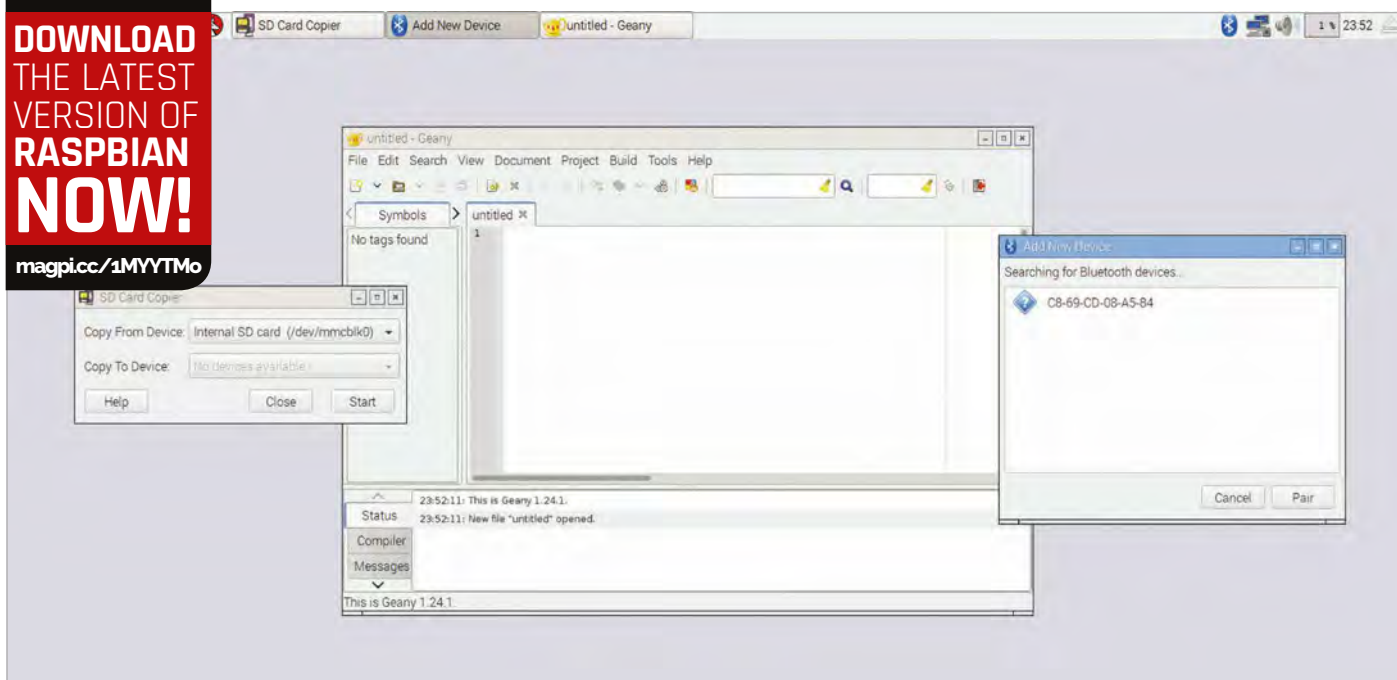 DOWNLOAD
THE LATEST
VERSION OF
RASPBIAN
NOW!
magpi.cc/1MYYTMo
SD Card Copier
Add New Device
untitled - Geany
1 %
23:52
untitled - Geany
File Edit Search View Document Project Build Tools Help
Symbols
untitled
No tags found
1
SD Card Copier
Copy From Device: Internal SD card (/dev/mmcblk0)
Copy To Device: No devices available
Help Close Start
Add New Device
Searching for Bluetooth devices..
C8-69-CD-08-A5-84
Cancel Pair
Status
Compiler
Messages
23:52:11: This is Geany 1.24.1.
23:52:11: New file "untitled" opened.
This is Geany 1.24.1.